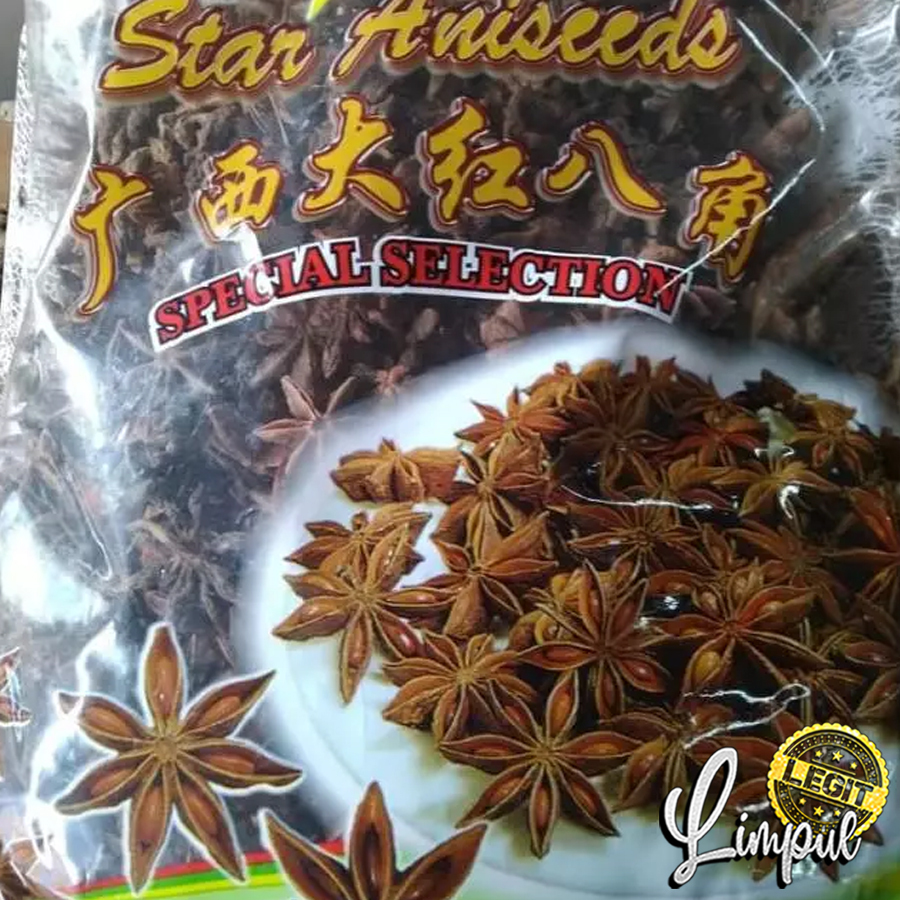 Star Aniseeds
广西大红八角
SPECIAL SELECTION
LEGIT
Limpul